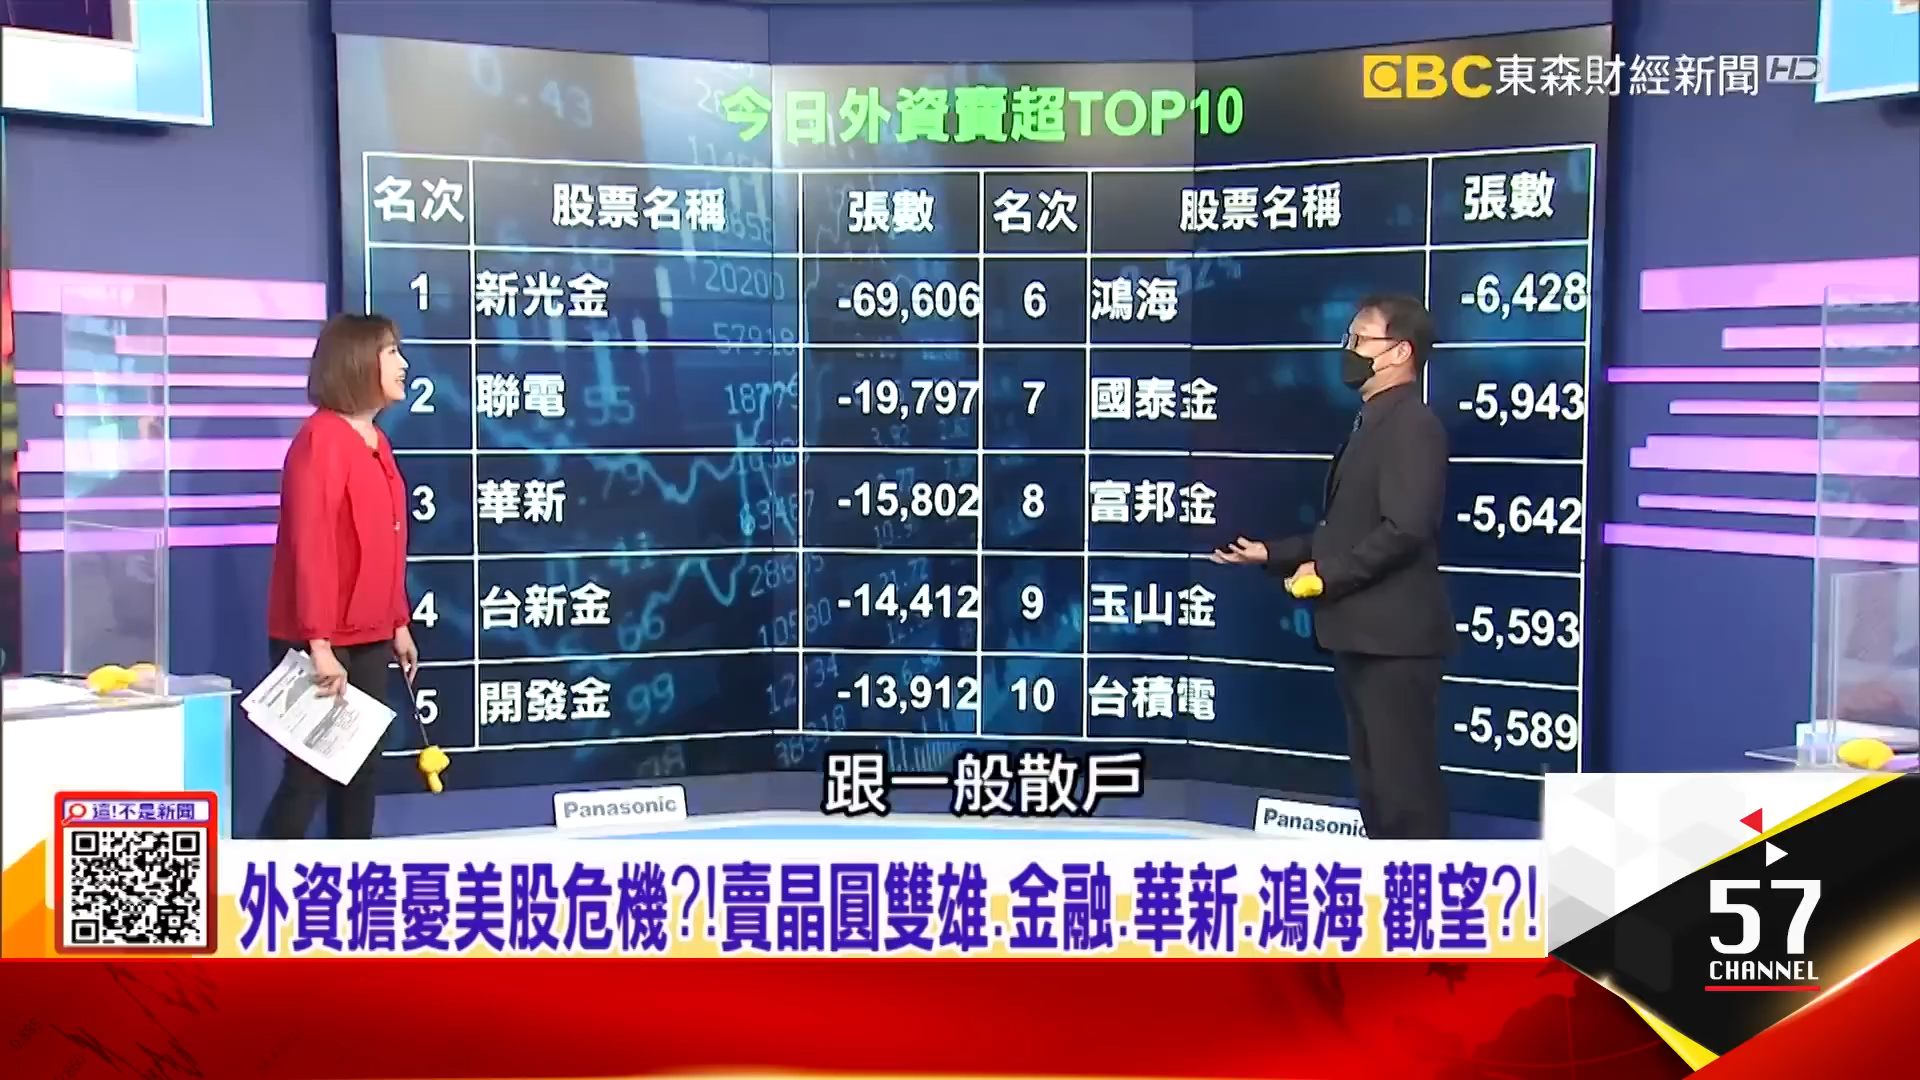 EBC東森財經新聞HD
今日外資賣超TOP10
名次 股票名稱 張數 名次 股票名稱 張數
1 新光金 -69,606 6 鴻海 -6,428
2 聯電 -19,797 7 國泰金 -5,943
3 華新 -15,802 8 富邦金 -5,642
4 台新金 -14,412 9 玉山金 -5,593
5 開發金 -13,912 10 台積電 -5,589
跟一般散戶
Panasonic
Panasonic
這!不是新聞
外資擔憂美股危機?!賣晶圓雙雄.金融.華新.鴻海 觀望?!
57
CHANNEL